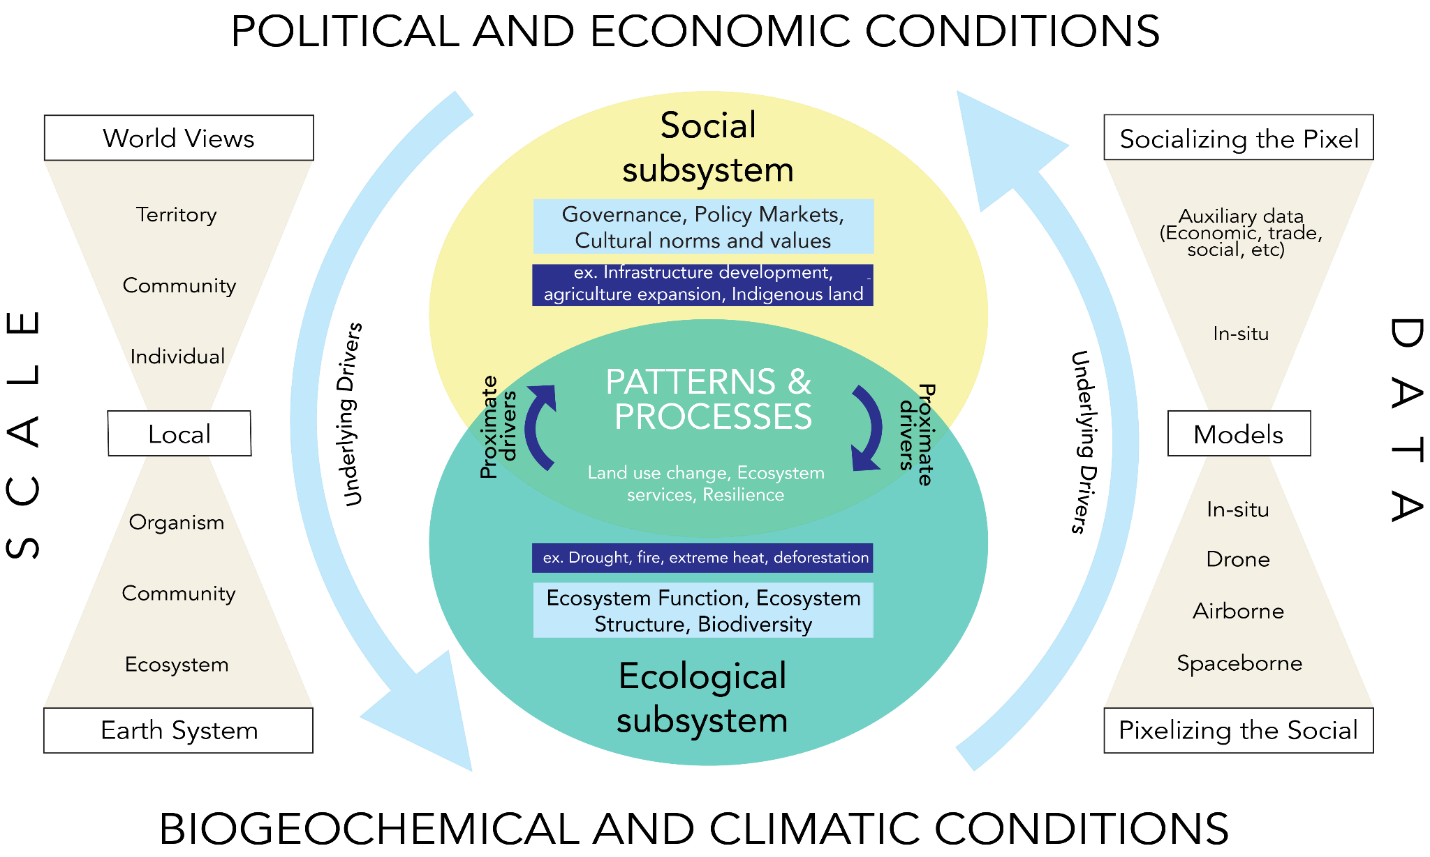 POLITICAL AND ECONOMIC CONDITIONS
SCALE
World Views
Territory
Community
Individual
Local
Organism
Community
Ecosystem
Earth System
Underlying Drivers
Social
subsystem
Governance, Policy Markets,
Cultural norms and values
ex. Infrastructure development,
agriculture expansion, Indigenous land
PATTERNS &
PROCESSES
Proximate
drivers
Proximate
drivers
Land use change, Ecosystem
services, Resilience
ex. Drought, fire, extreme heat, deforestation
Ecosystem Function, Ecosystem
Structure, Biodiversity
Ecological
subsystem
Underlying Drivers
Socializing the Pixel
Auxiliary data
(Economic, trade,
social, etc)
In-situ
Models
In-situ
Drone
Airborne
Spaceborne
Pixelizing the Social
DATA
BIOGEOCHEMICAL AND CLIMATIC CONDITIONS